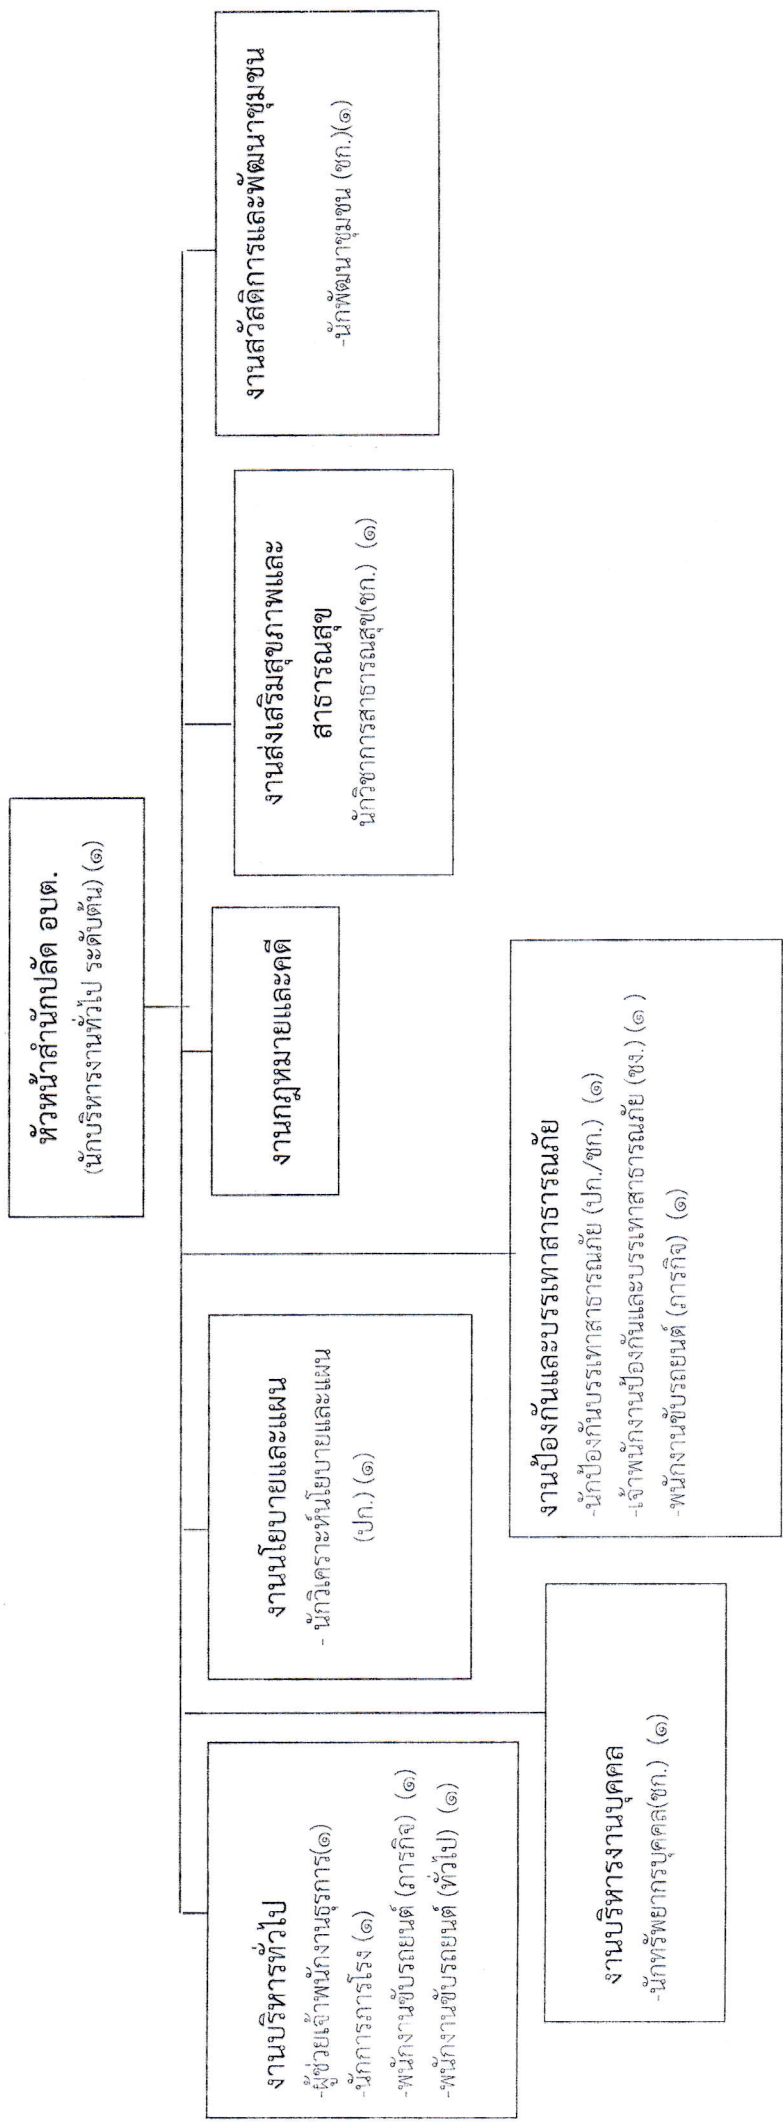 หัวหน้าสำนักปลัด อบต.
(นักบริหารงานทั่วไป ระดับต้น) (๑)
งานบริหารทั่วไป
-ผู้ช่วยเจ้าพนักงานธุรการ(๑)
-นักการภารโรง (๑)
-พนักงานขับรถยนต์ (ภารกิจ) (๑)
-พนักงานขับรถยนต์ (ทั่วไป) (๑)
งานนโยบายและแผน
- นักวิเคราะห์นโยบายและแผน
(ปก.) (๑)
งานกฎหมายและคดี
งานส่งเสริมสุขภาพและ
สาธารณสุข
นักวิชาการสาธารณสุข(ชก.) (๑)
งานสวัสดิการและพัฒนาชุมชน
-นักพัฒนาชุมชน (ชก.)(๑)
งานบริหารงานบุคคล
-นักทรัพยากรบุคคล(ชก.) (๑)
งานป้องกันและบรรเทาสาธารณภัย
-นักป้องกันบรรเทาสาธารณภัย (ปก./ชก.) (๑)
-เจ้าพนักงานป้องกันและบรรเทาสาธารณภัย (ชง.) (๑ )
-พนักงานขับรถยนต์ (ภารกิจ) (๑)